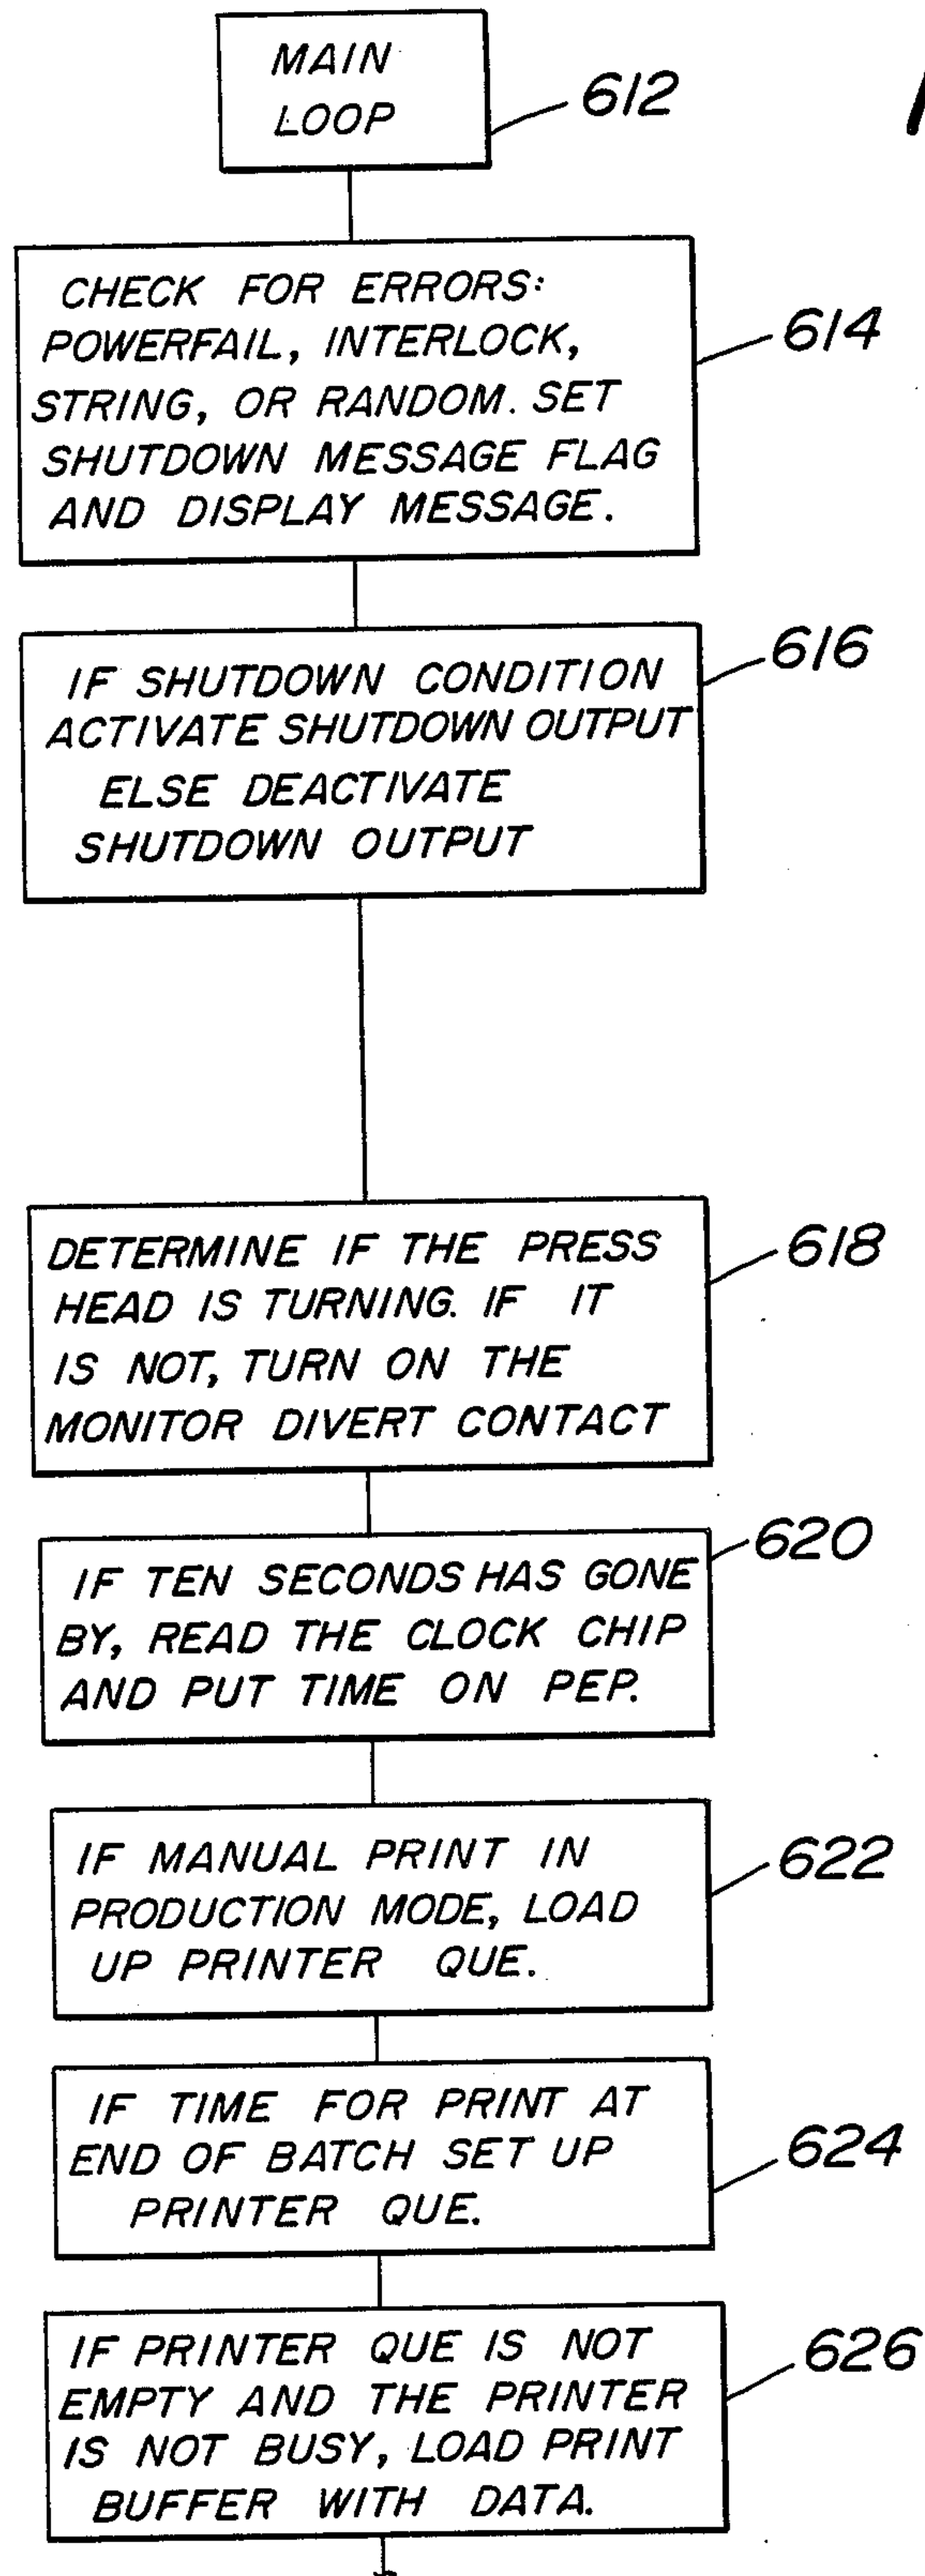 MAIN
LOOP
612
CHECK FOR ERRORS:
POWERFAIL, INTERLOCK,
STRING, OR RANDOM. SET
SHUTDOWN MESSAGE FLAG
AND DISPLAY MESSAGE.
614
IF SHUTDOWN CONDITION
ACTIVATE SHUTDOWN OUTPUT
ELSE DEACTIVATE
SHUTDOWN OUTPUT
616
DETERMINE IF THE PRESS
HEAD IS TURNING. IF IT
IS NOT, TURN ON THE
MONITOR DIVERT CONTACT
618
IF TEN SECONDS HAS GONE
BY, READ THE CLOCK CHIP
AND PUT TIME ON PEP.
620
IF MANUAL PRINT IN
PRODUCTION MODE, LOAD
UP PRINTER QUE.
622
IF TIME FOR PRINT AT
END OF BATCH SET UP
PRINTER QUE.
624
IF PRINTER QUE IS NOT
EMPTY AND THE PRINTER
IS NOT BUSY, LOAD PRINT
BUFFER WITH DATA.
626